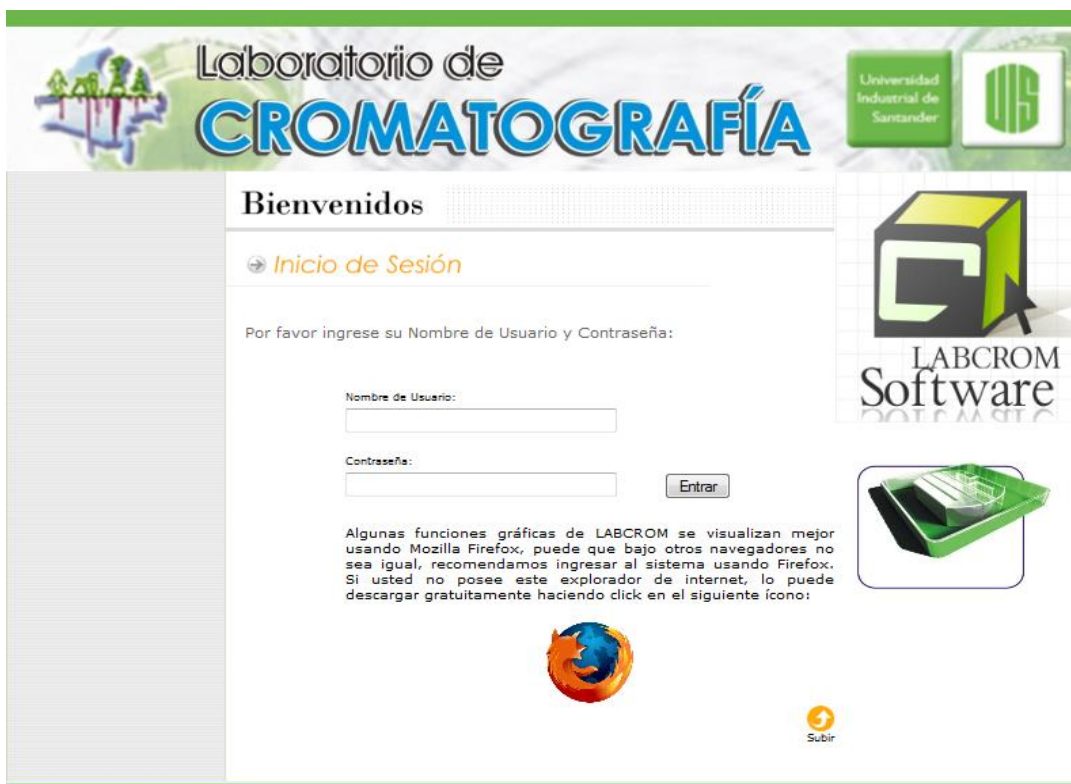 Laboratorio de
CROMATOGRAFÍA
Universidad
Industrial de
Santander
UIS
Bienvenidos
Inicio de Sesión
Por favor ingrese su Nombre de Usuario y Contraseña:
LABCROM
Software
Nombre de Usuario:
Contraseña:
Entrar
Algunas funciones gráficas de LABCROM se visualizan mejor
usando Mozilla Firefox, puede que bajo otros navegadores no
sea igual, recomendamos ingresar al sistema usando Firefox.
Si usted no posee este explorador de internet, lo puede
descargar gratuitamente haciendo click en el siguiente ícono:
Subir